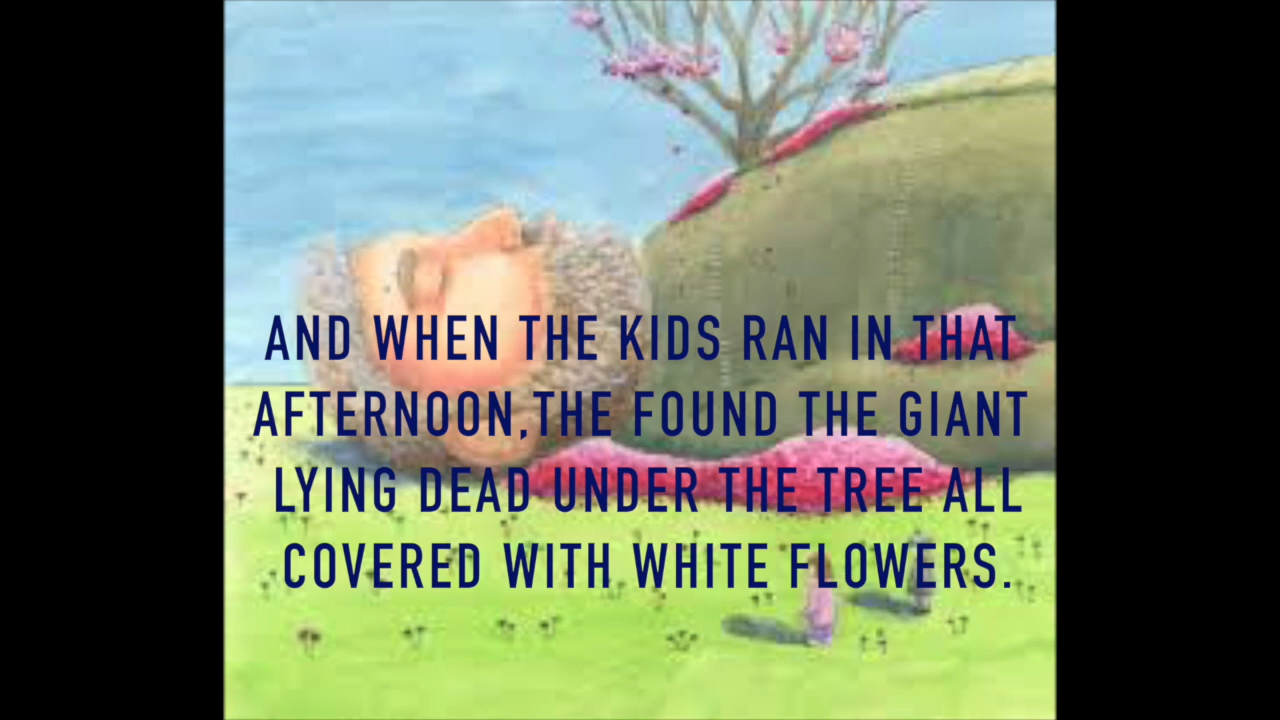 AND WHEN THE KIDS RAN IN THAT
AFTERNOON,THE FOUND THE GIANT
LYING DEAD UNDER THE TREE ALL
COVERED WITH WHITE FLOWERS.